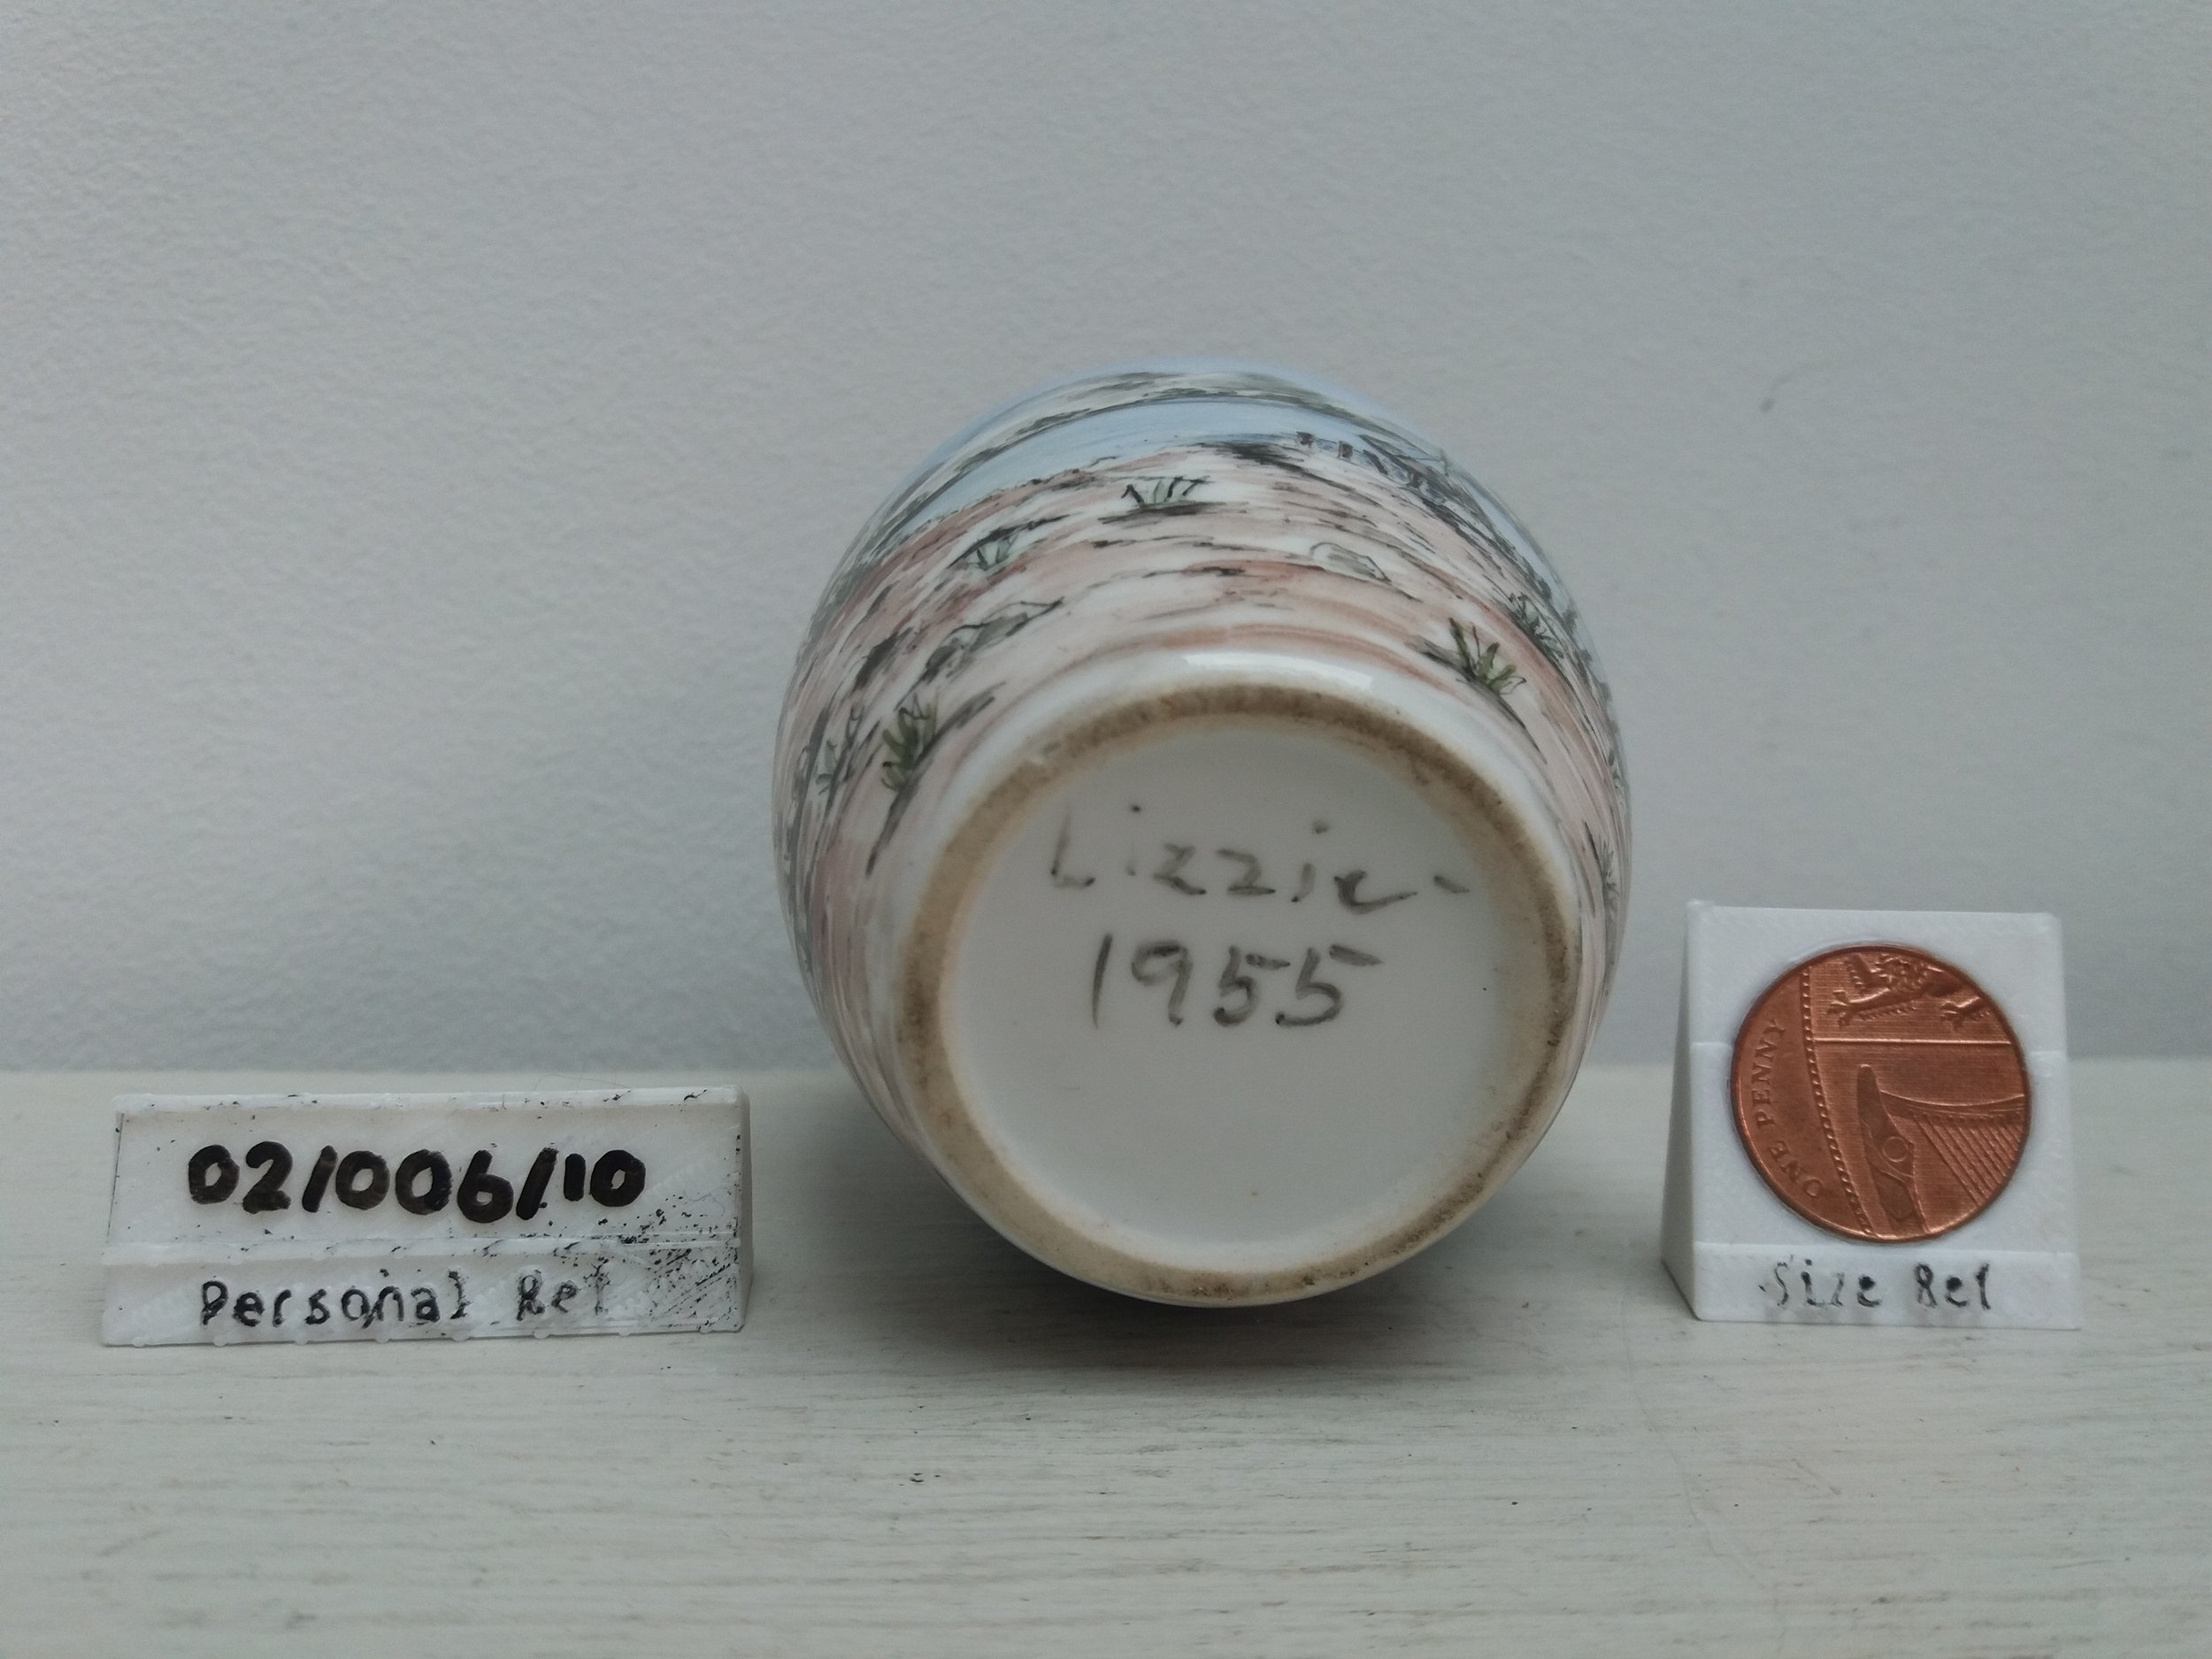 Lizzie-
1955
02/006/10
Personal Ref
ONE PENNY
Size Ref